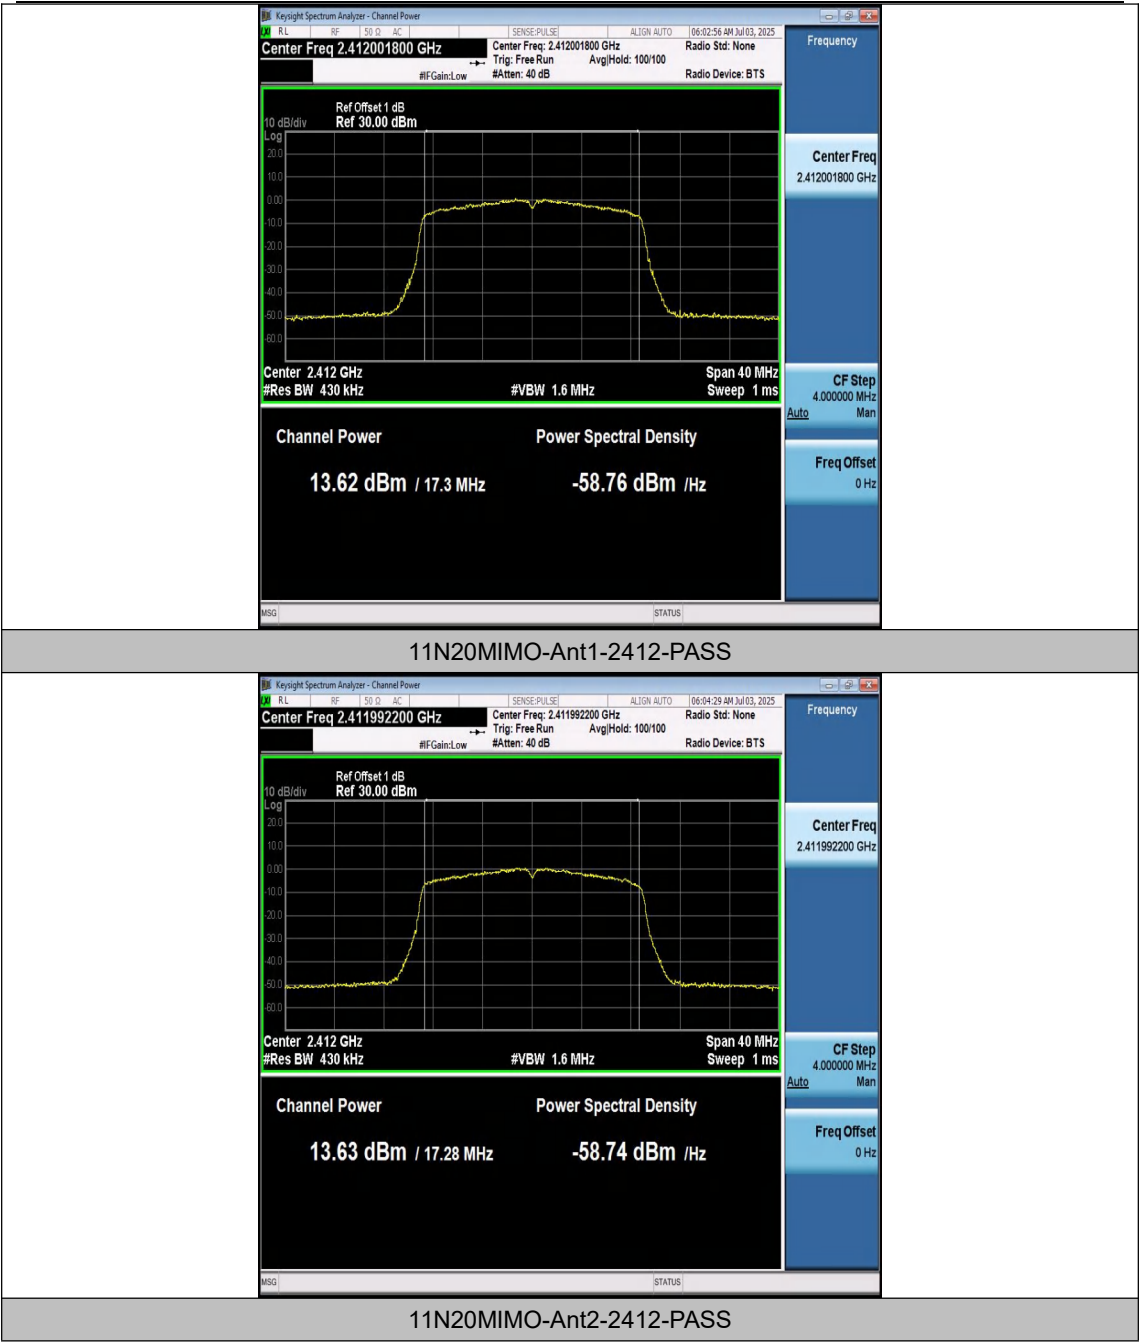 Keysight Spectrum Analyzer - Channel Power
RL RF 50 Ω AC SENSE:PULSE ALIGN AUTO 06:02:56 AM Jul 03, 2025
Center Freq 2.412001800 GHz
Center Freq: 2.412001800 GHz
Radio Std: None
Trig: Free Run Avg|Hold: 100/100
#IFGain:Low #Atten: 40 dB Radio Device: BTS
Frequency
Ref Offset 1 dB
10 dB/div Ref 30.00 dBm
Log
20.0
10.0
0.00
-10.0
-20.0
-30.0
-40.0
-50.0
-60.0
Center 2.412 GHz Span 40 MHz
#Res BW 430 kHz #VBW 1.6 MHz Sweep 1 ms
Center Freq
2.412001800 GHz
CF Step
4.000000 MHz
Auto Man
Freq Offset
0 Hz
Channel Power Power Spectral Density
13.62 dBm / 17.3 MHz -58.76 dBm /Hz
MSG STATUS
11N20MIMO-Ant1-2412-PASS
Keysight Spectrum Analyzer - Channel Power
RL RF 50 Ω AC SENSE:PULSE ALIGN AUTO 06:04:29 AM Jul 03, 2025
Center Freq 2.411992200 GHz
Center Freq: 2.411992200 GHz
Radio Std: None
Trig: Free Run Avg|Hold: 100/100
#IFGain:Low #Atten: 40 dB Radio Device: BTS
Frequency
Ref Offset 1 dB
10 dB/div Ref 30.00 dBm
Log
20.0
10.0
0.00
-10.0
-20.0
-30.0
-40.0
-50.0
-60.0
Center 2.412 GHz Span 40 MHz
#Res BW 430 kHz #VBW 1.6 MHz Sweep 1 ms
Center Freq
2.411992200 GHz
CF Step
4.000000 MHz
Auto Man
Freq Offset
0 Hz
Channel Power Power Spectral Density
13.63 dBm / 17.28 MHz -58.74 dBm /Hz
MSG STATUS
11N20MIMO-Ant2-2412-PASS